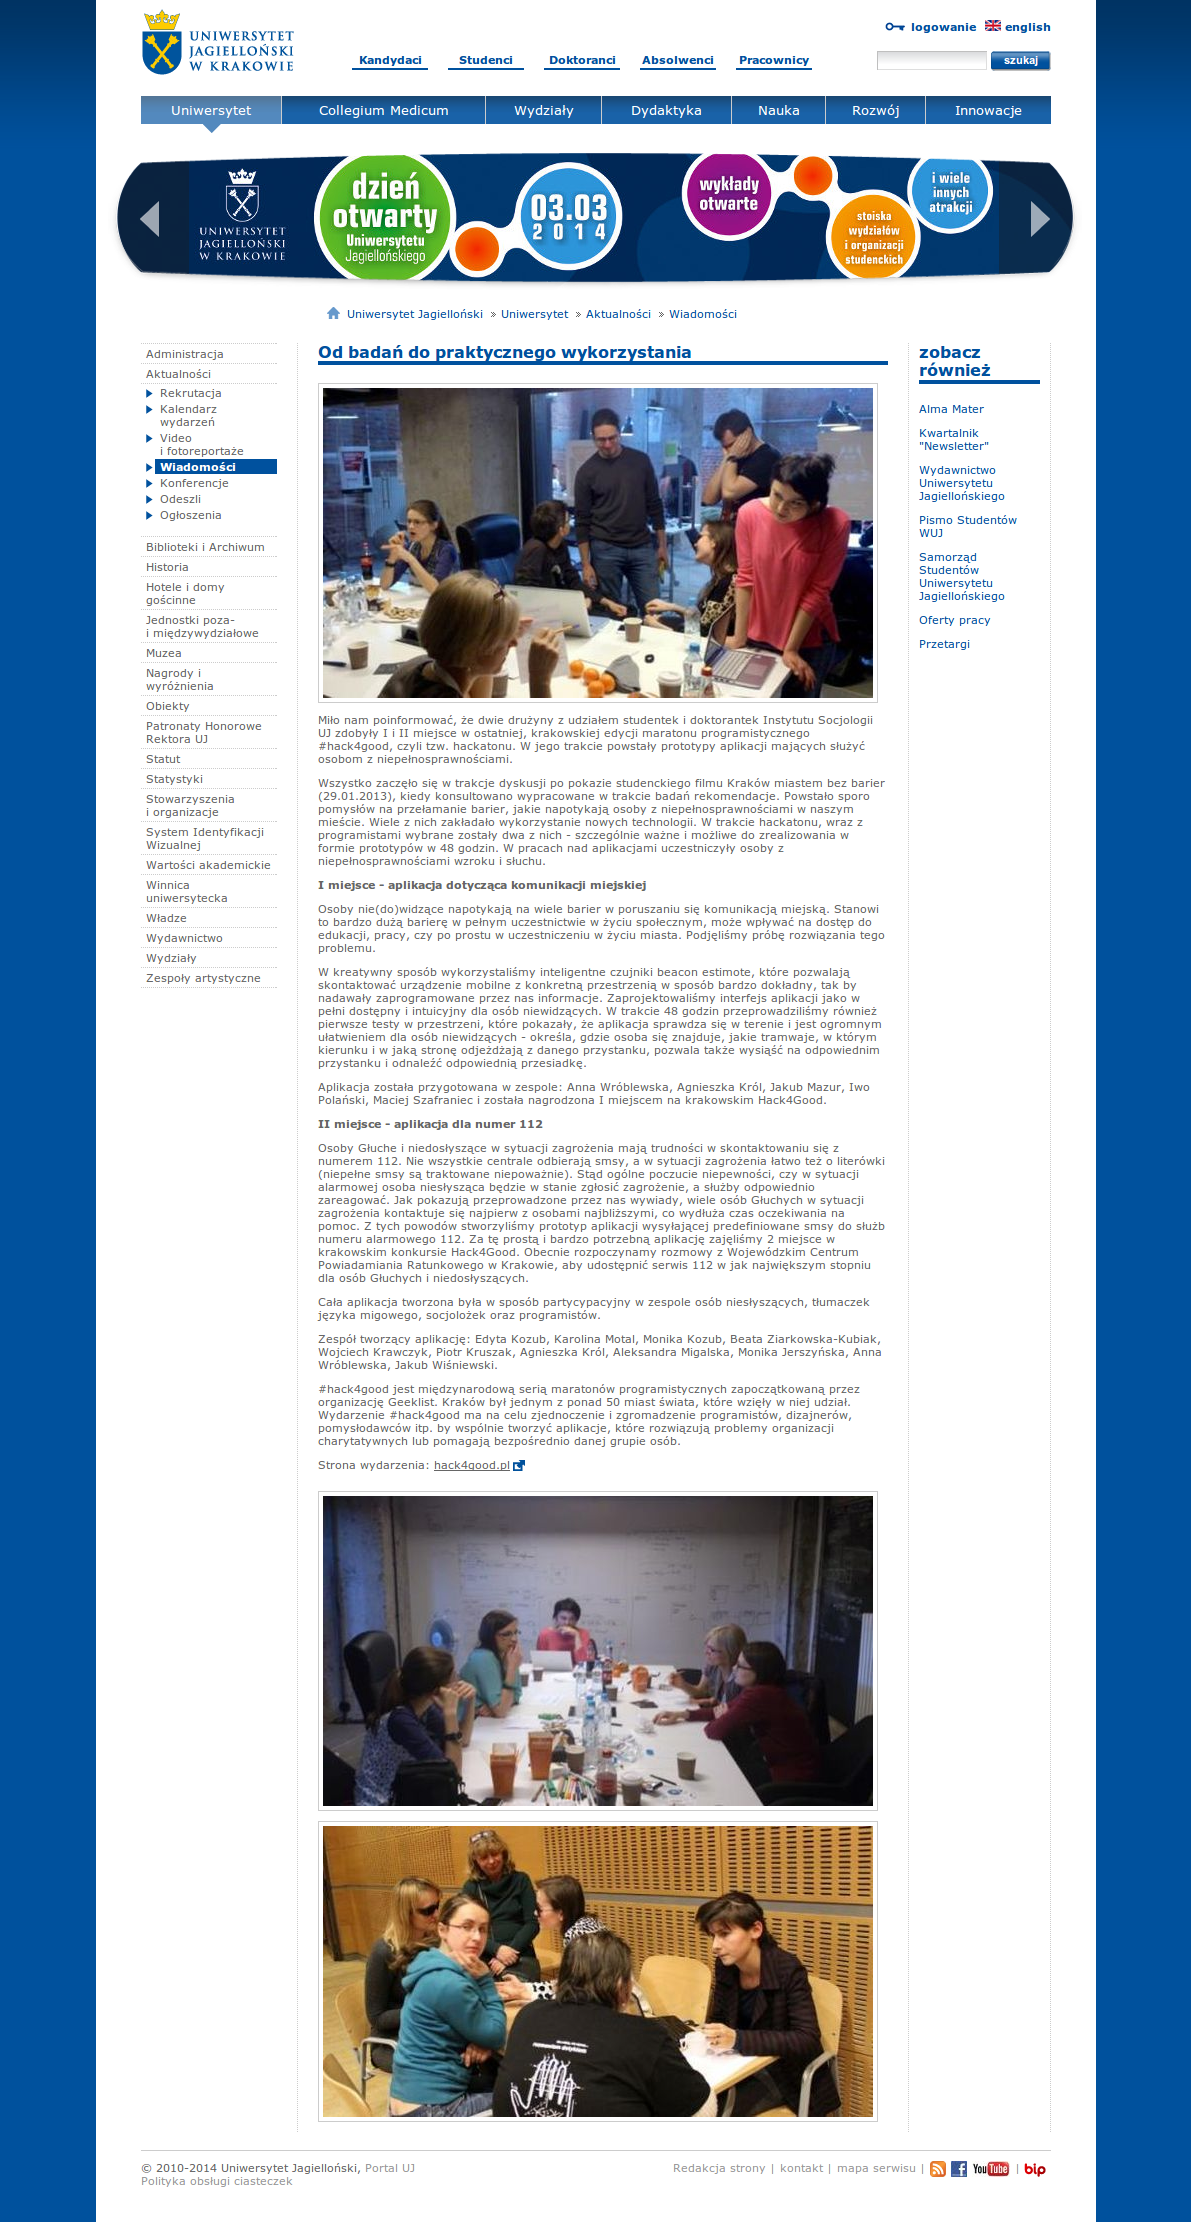 UNIWERSYTET
JAGIELLOŃSKI
W KRAKOWIE
logowanie english
Kandydaci Studenci Doktoranci Absolwenci Pracownicy
szukaj
Uniwersytet Collegium Medicum Wydziały Dydaktyka Nauka Rozwój Innowacje
UNIWERSYTET
JAGIELLOŃSKI
W KRAKOWIE
dzień
otwarty
Uniwersytetu
Jagiellońskiego
03.03
2014
wykłady
otwarte
stoiska
wydziałów
i organizacji
studenckich
i wiele
innych
atrakcji
Uniwersytet Jagielloński > Uniwersytet > Aktualności > Wiadomości
Administracja
Aktualności
Rekrutacja
Kalendarz
wydarzeń
Video
i fotoreportaże
Wiadomości
Konferencje
Odeszli
Ogłoszenia
Biblioteki i Archiwum
Historia
Hotele i domy
gościnne
Jednostki poza-
i międzywydziałowe
Muzea
Nagrody i
wyróżnienia
Obiekty
Patronaty Honorowe
Rektora UJ
Statut
Statystyki
Stowarzyszenia
i organizacje
System Identyfikacji
Wizualnej
Wartości akademickie
Winnica
uniwersytecka
Władze
Wydawnictwo
Wydziały
Zespoły artystyczne
Od badań do praktycznego wykorzystania
Miło nam poinformować, że dwie drużyny z udziałem studentek i doktorantek Instytutu Socjologii
UJ zdobyły I i II miejsce w ostatniej, krakowskiej edycji maratonu programistycznego
#hack4good, czyli tzw. hackatonu. W jego trakcie powstały prototypy aplikacji mających służyć
osobom z niepełnosprawnościami.
Wszystko zaczęło się w trakcje dyskusji po pokazie studenckiego filmu Kraków miastem bez barier
(29.01.2013), kiedy konsultowano wypracowane w trakcie badań rekomendacje. Powstało sporo
pomysłów na przełamanie barier, jakie napotykają osoby z niepełnosprawnościami w naszym
mieście. Wiele z nich zakładało wykorzystanie nowych technologii. W trakcie hackatonu, wraz z
programistami wybrane zostały dwa z nich - szczególnie ważne i możliwe do zrealizowania w
formie prototypów w 48 godzin. W pracach nad aplikacjami uczestniczyły osoby z
niepełnosprawnościami wzroku i słuchu.
I miejsce - aplikacja dotycząca komunikacji miejskiej
Osoby nie(do)widzące napotykają na wiele barier w poruszaniu się komunikacją miejską. Stanowi
to bardzo dużą barierę w pełnym uczestnictwie w życiu społecznym, może wpływać na dostęp do
edukacji, pracy, czy po prostu w uczestniczeniu w życiu miasta. Podjęliśmy próbę rozwiązania tego
problemu.
W kreatywny sposób wykorzystaliśmy inteligentne czujniki beacon estimote, które pozwalają
skontaktować urządzenie mobilne z konkretną przestrzenią w sposób bardzo dokładny, tak by
nadawały zaprogramowane przez nas informacje. Zaprojektowaliśmy interfejs aplikacji jako w
pełni dostępny i intuicyjny dla osób niewidzących. W trakcie 48 godzin przeprowadziliśmy również
pierwsze testy w przestrzeni, które pokazały, że aplikacja sprawdza się w terenie i jest ogromnym
ułatwieniem dla osób niewidzących - określa, gdzie osoba się znajduje, jakie tramwaje, w którym
kierunku i w jaką stronę odjeżdżają z danego przystanku, pozwala także wysiąść na odpowiednim
przystanku i odnaleźć odpowiednią przesiadkę.
Aplikacja została przygotowana w zespole: Anna Wróblewska, Agnieszka Król, Jakub Mazur, Iwo
Polański, Maciej Szafraniec i została nagrodzona I miejscem na krakowskim Hack4Good.
II miejsce - aplikacja dla numer 112
Osoby Głuche i niedosłyszące w sytuacji zagrożenia mają trudności w skontaktowaniu się z
numerem 112. Nie wszystkie centrale odbierają smsy, a w sytuacji zagrożenia łatwo też o literówki
(niepełne smsy są traktowane niepoważnie). Stąd ogólne poczucie niepewności, czy w sytuacji
alarmowej osoba niesłysząca będzie w stanie zgłosić zagrożenie, a służby odpowiednio
zareagować. Jak pokazują przeprowadzone przez nas wywiady, wiele osób Głuchych w sytuacji
zagrożenia kontaktuje się najpierw z osobami najbliższymi, co wydłuża czas oczekiwania na
pomoc. Z tych powodów stworzyliśmy prototyp aplikacji wysyłającej predefiniowane smsy do służb
numeru alarmowego 112. Za tę prostą i bardzo potrzebną aplikację zajęliśmy 2 miejsce w
krakowskim konkursie Hack4Good. Obecnie rozpoczynamy rozmowy z Wojewódzkim Centrum
Powiadamiania Ratunkowego w Krakowie, aby udostępnić serwis 112 w jak największym stopniu
dla osób Głuchych i niedosłyszących.
Cała aplikacja tworzona była w sposób partycypacyjny w zespole osób niesłyszących, tłumaczek
języka migowego, socjolożek oraz programistów.
Zespół tworzący aplikację: Edyta Kozub, Karolina Motal, Monika Kozub, Beata Ziarkowska-Kubiak,
Wojciech Krawczyk, Piotr Kruszak, Agnieszka Król, Aleksandra Migalska, Monika Jerszyńska, Anna
Wróblewska, Jakub Wiśniewski.
#hack4good jest międzynarodową serią maratonów programistycznych zapoczątkowaną przez
organizację Geeklist. Kraków był jednym z ponad 50 miast świata, które wzięły w niej udział.
Wydarzenie #hack4good ma na celu zjednoczenie i zgromadzenie programistów, dizajnerów,
pomysłodawców itp. by wspólnie tworzyć aplikacje, które rozwiązują problemy organizacji
charytatywnych lub pomagają bezpośrednio danej grupie osób.
Strona wydarzenia: hack4good.pl
zobacz
również
Alma Mater
Kwartalnik
"Newsletter"
Wydawnictwo
Uniwersytetu
Jagiellońskiego
Pismo Studentów
WUJ
Samorząd
Studentów
Uniwersytetu
Jagiellońskiego
Oferty pracy
Przetargi
© 2010-2014 Uniwersytet Jagielloński, Portal UJ
Polityka obsługi ciasteczek
Redakcja strony | kontakt | mapa serwisu | YouTube | bip